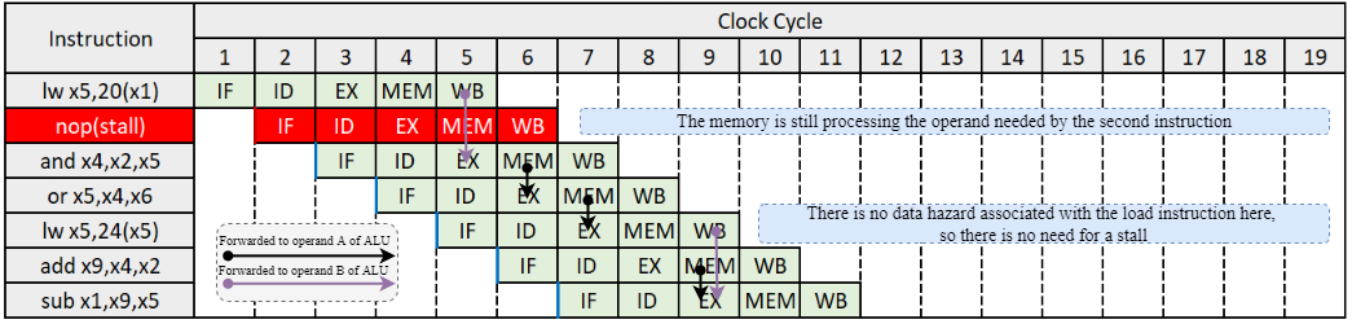 Instruction Clock Cycle
1 2 3 4 5 6 7 8 9 10 11 12 13 14 15 16 17 18 19
lw x5,20(x1) IF ID EX MEM WB
nop(stall) IF ID EX MEM WB The memory is still processing the operand needed by the second instruction
and x4,x2,x5 IF ID EX MEM WB
or x5,x4,x6 IF ID EX MEM WB
lw x5,24(x5) IF ID EX MEM WB There is no data hazard associated with the load instruction here,
so there is no need for a stall
Forwarded to operand A of ALU
add x9,x4,x2 IF ID EX MEM WB
Forwarded to operand B of ALU
sub x1,x9,x5 IF ID EX MEM WB